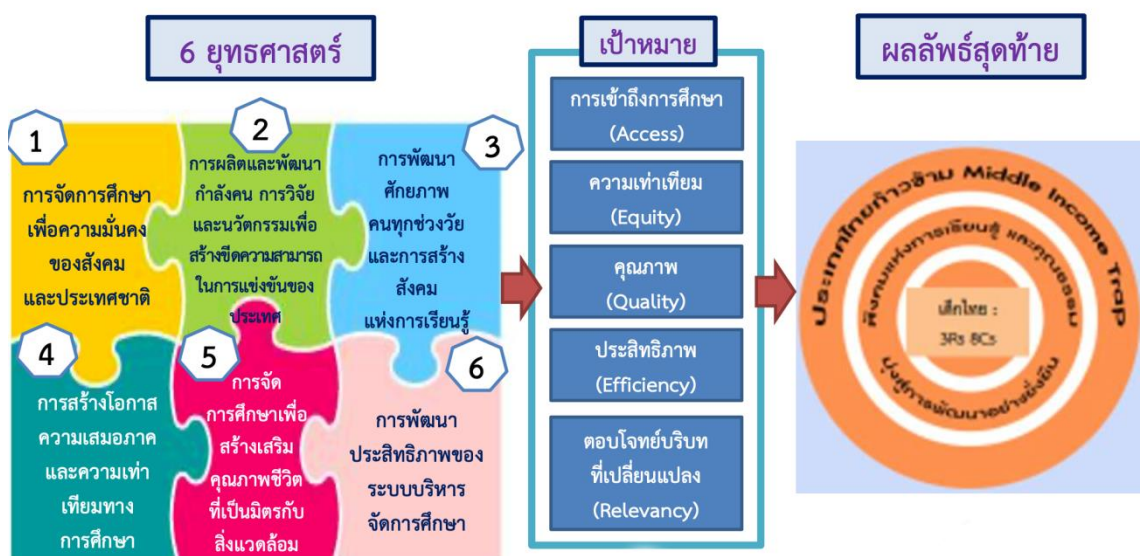 6 ยุทธศาสตร์
1
การจัดการศึกษา
เพื่อความมั่นคง
ของสังคม
และประเทศชาติ
2
การผลิตและพัฒนา
กำลังคน การวิจัย
และนวัตกรรมเพื่อ
สร้างขีดความสามารถ
ในการแข่งขันของ
ประเทศ
3
การพัฒนา
ศักยภาพ
คนทุกช่วงวัย
และการสร้าง
สังคม
แห่งการเรียนรู้
4
การสร้างโอกาส
ความเสมอภาค
และความเท่า
เทียมทาง
การศึกษา
5
การจัด
การศึกษาเพื่อ
สร้างเสริม
คุณภาพชีวิต
ที่เป็นมิตรกับ
สิ่งแวดล้อม
6
การพัฒนา
ประสิทธิภาพของ
ระบบบริหาร
จัดการศึกษา
เป้าหมาย
การเข้าถึงการศึกษา
(Access)
ความเท่าเทียม
(Equity)
คุณภาพ
(Quality)
ประสิทธิภาพ
(Efficiency)
ตอบโจทย์บริบท
ที่เปลี่ยนแปลง
(Relevancy)
ผลลัพธ์สุดท้าย
ประเทศไทยก้าวข้าม Middle Income Trap
สังคมแห่งการเรียนรู้ และคุณธรรม
มุ่งสู่การพัฒนาอย่างยั่งยืน
เด็กไทย :
3Rs 8Cs